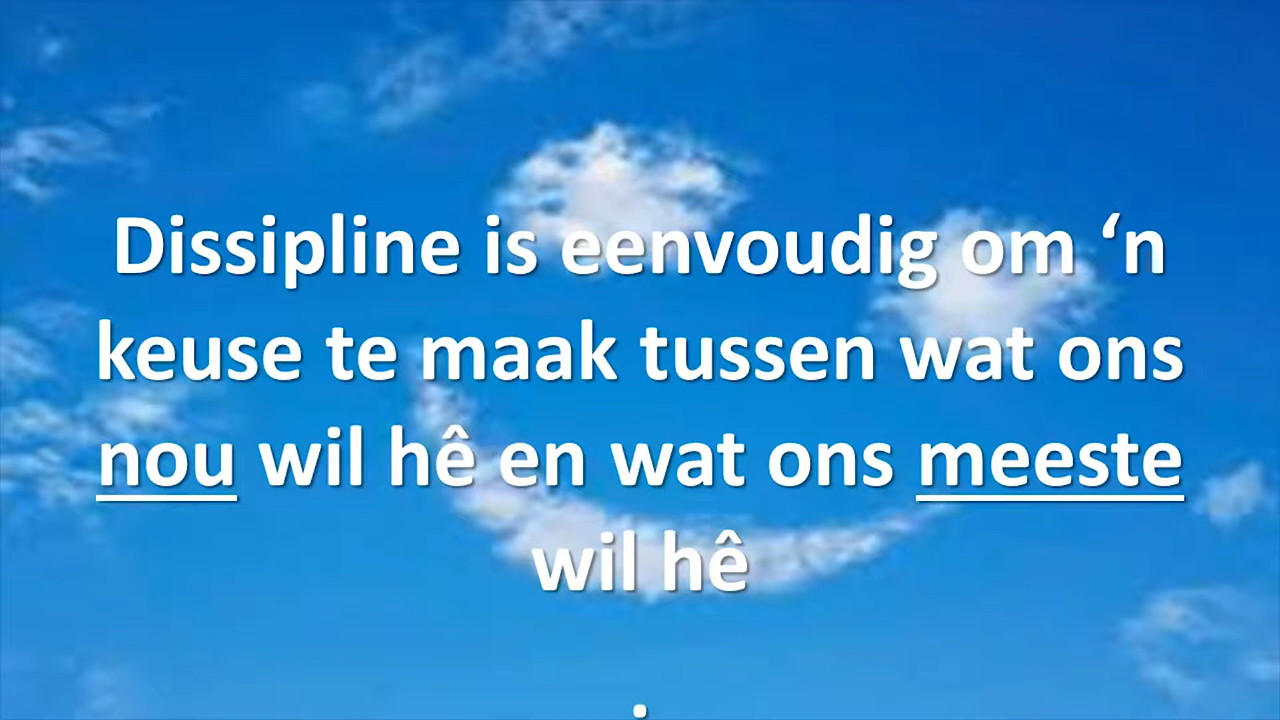 Dissipline is eenvoudig om ‘n
keuse te maak tussen wat ons
nou wil hê en wat ons meeste
wil hê
.